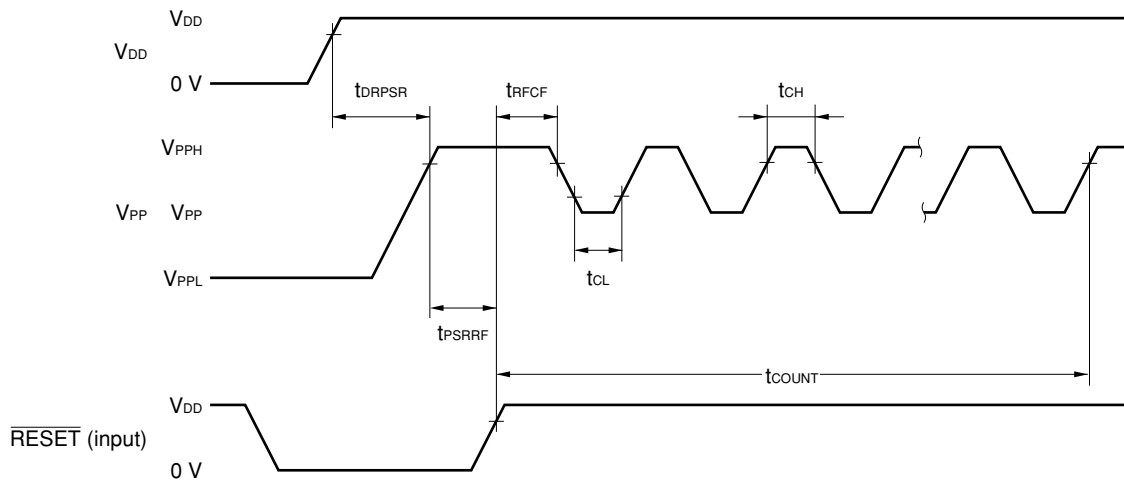 VDD
VDD
0 V
tDRPSR
tRFCF
tCH
VPPH
VPP VPP
tCL
VPPL
tPSRRF
tCOUNT
VDD
RESET (input)
0 V